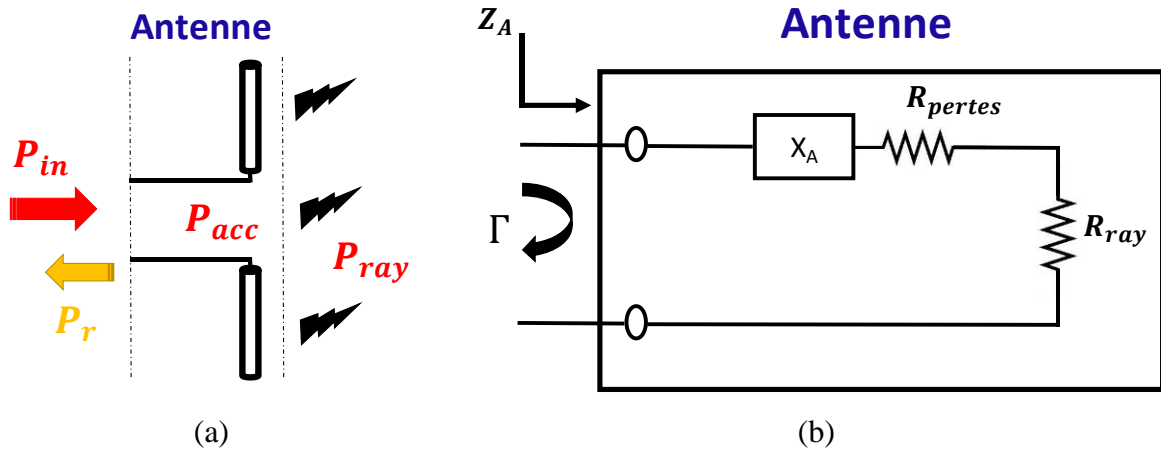 Antenne
P_in
P_acc
P_ray
P_r
(a)
Z_A
Antenne
X_A
R_pertes
R_ray
Γ
(b)